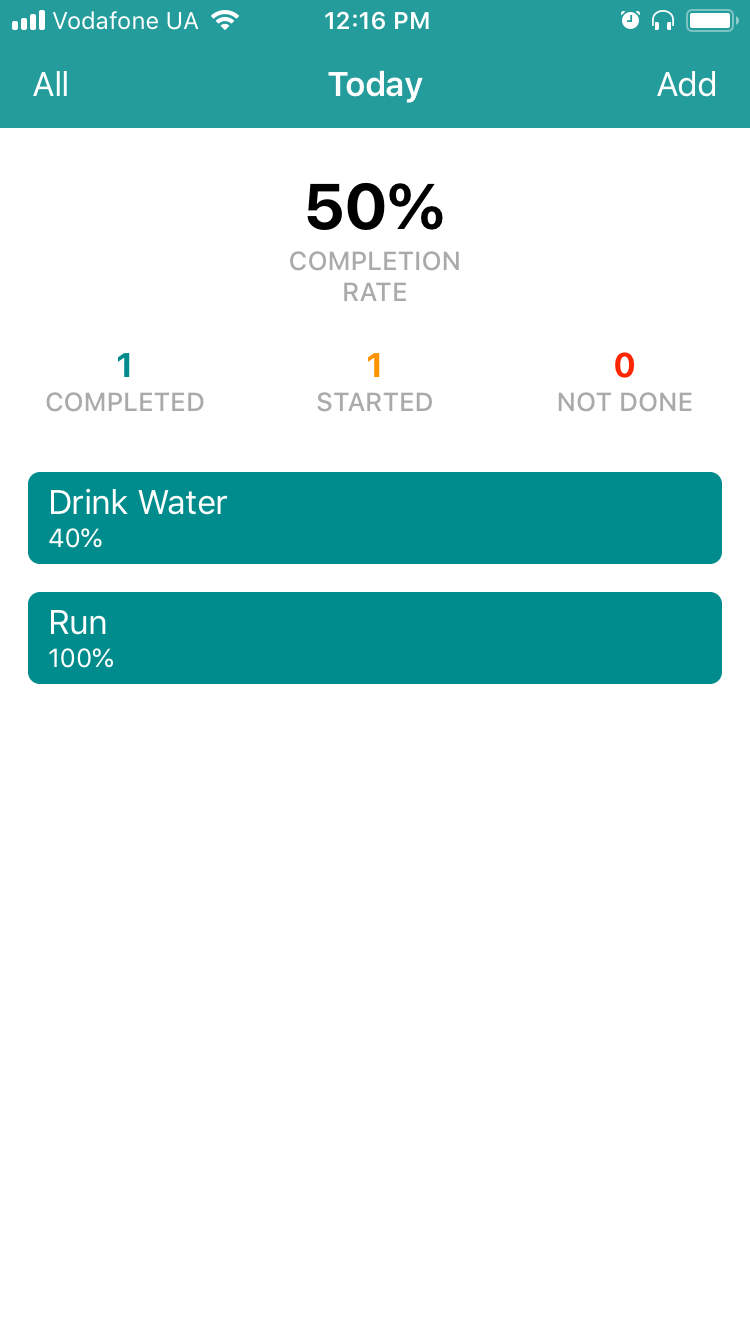 Vodafone UA 12:16 PM
All Today Add
50%
COMPLETION
RATE
1 1 0
COMPLETED STARTED NOT DONE
Drink Water
40%
Run
100%